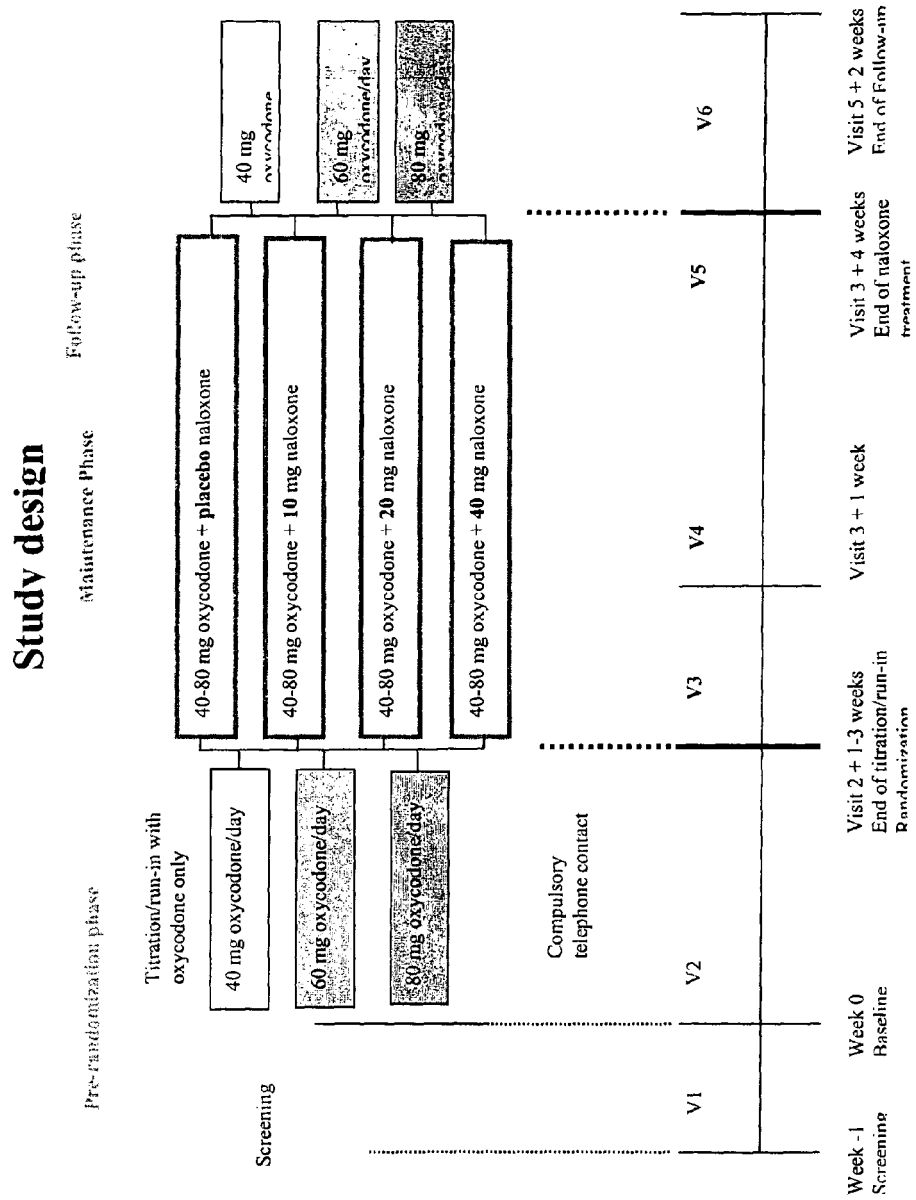 Study design
Pre-randomization phase
Maintenance Phase
Follow-up phase
Screening
Titration/run-in with
oxycodone only
40 mg oxycodone/day
60 mg oxycodone/day
80 mg oxycodone/day
Compulsory
telephone contact
40-80 mg oxycodone + placebo naloxone
40-80 mg oxycodone + 10 mg naloxone
40-80 mg oxycodone + 20 mg naloxone
40-80 mg oxycodone + 40 mg naloxone
40 mg
oxycodone
60 mg
oxycodone/day
80 mg
oxycodone/day
V1
V2
V3
V4
V5
V6
Week -1
Screening
Week 0
Baseline
Visit 2 + 1-3 weeks
End of titration/run-in
Randomization
Visit 3 + 1 week
Visit 3 + 4 weeks
End of naloxone
treatment
Visit 5 + 2 weeks
End of Follow-up